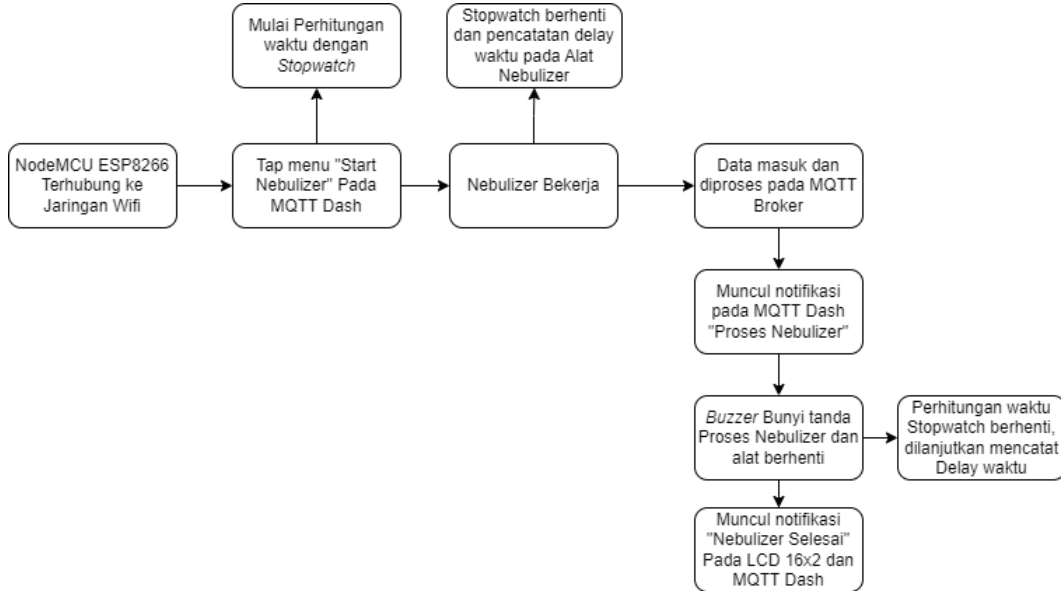 Mulai Perhitungan
waktu dengan
Stopwatch
Stopwatch berhenti
dan pencatatan delay
waktu pada Alat
Nebulizer
NodeMCU ESP8266
Terhubung ke
Jaringan Wifi
Tap menu "Start
Nebulizer" Pada
MQTT Dash
Nebulizer Bekerja
Data masuk dan
diproses pada MQTT
Broker
Muncul notifikasi
pada MQTT Dash
"Proses Nebulizer"
Buzzer Bunyi tanda
Proses Nebulizer dan
alat berhenti
Perhitungan waktu
Stopwatch berhenti,
dilanjutkan mencatat
Delay waktu
Muncul notifikasi
"Nebulizer Selesai"
Pada LCD 16x2 dan
MQTT Dash